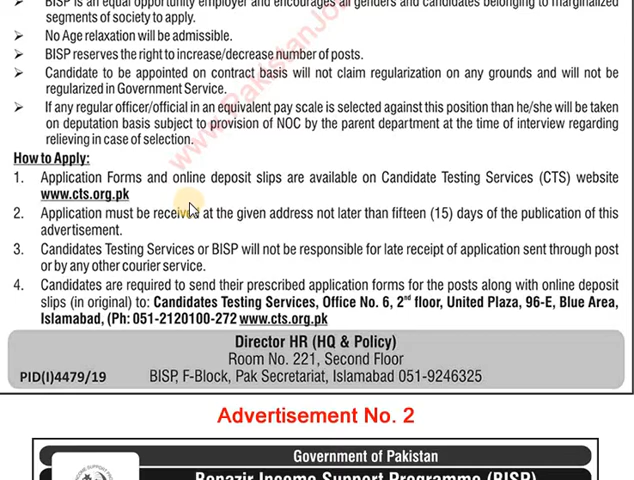 BISP is an equal opportunity employer and encourages all genders and candidates belonging to marginalized
segments of society to apply.
No Age relaxation will be admissible.
BISP reserves the right to increase/decrease number of posts.
Candidate to be appointed on contract basis will not claim regularization on any grounds and will not be
regularized in Government Service.
If any regular officer/official in an equivalent pay scale is selected against this position than he/she will be taken
on deputation basis subject to provision of NOC by the parent department at the time of interview regarding
relieving in case of selection.
How to Apply:
1. Application Forms and online deposit slips are available on Candidate Testing Services (CTS) website
www.cts.org.pk
2. Application must be received at the given address not later than fifteen (15) days of the publication of this
advertisement.
3. Candidates Testing Services or BISP will not be responsible for late receipt of application sent through post
or by any other courier service.
4. Candidates are required to send their prescribed application forms for the posts along with online deposit
slips (in original) to: Candidates Testing Services, Office No. 6, 2nd floor, United Plaza, 96-E, Blue Area,
Islamabad, (Ph: 051-2120100-272 www.cts.org.pk
Director HR (HQ & Policy)
Room No. 221, Second Floor
PID(I)4479/19 BISP, F-Block, Pak Secretariat, Islamabad 051-9246325
Advertisement No. 2
Government of Pakistan
Benazir Income Support Programme (BISP)